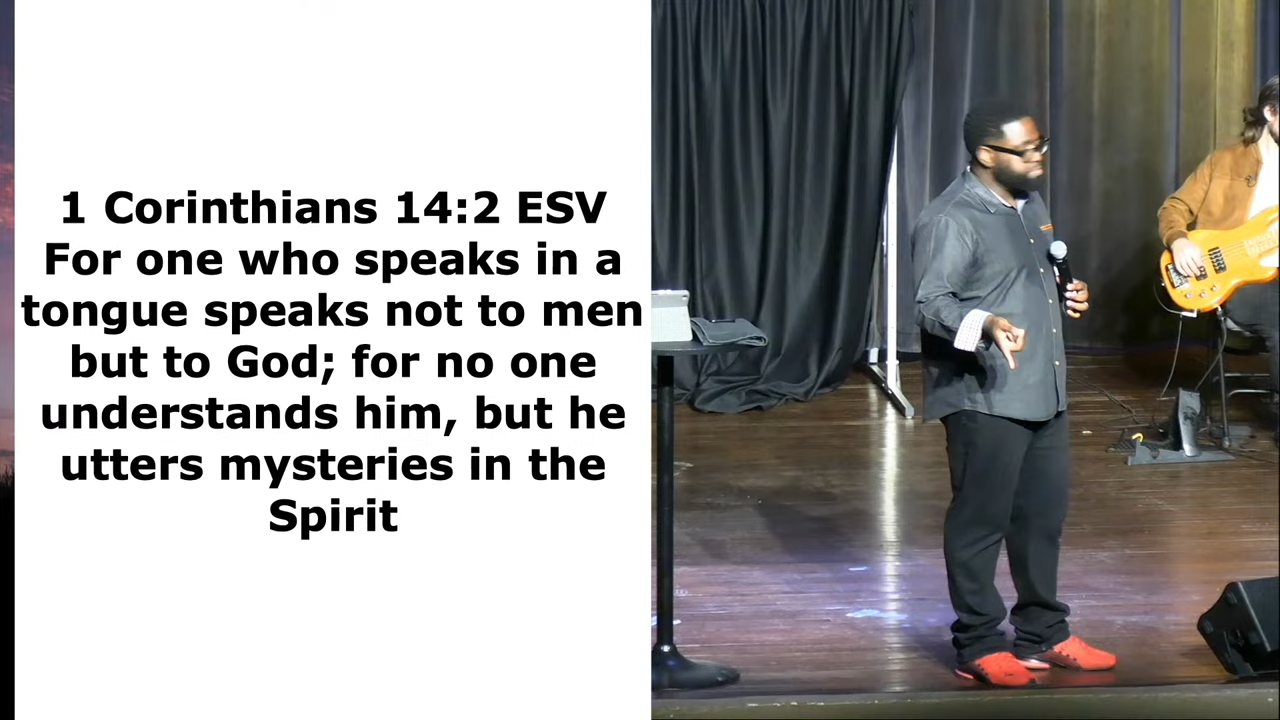 1 Corinthians 14:2 ESV
For one who speaks in a
tongue speaks not to men
but to God; for no one
understands him, but he
utters mysteries in the
Spirit